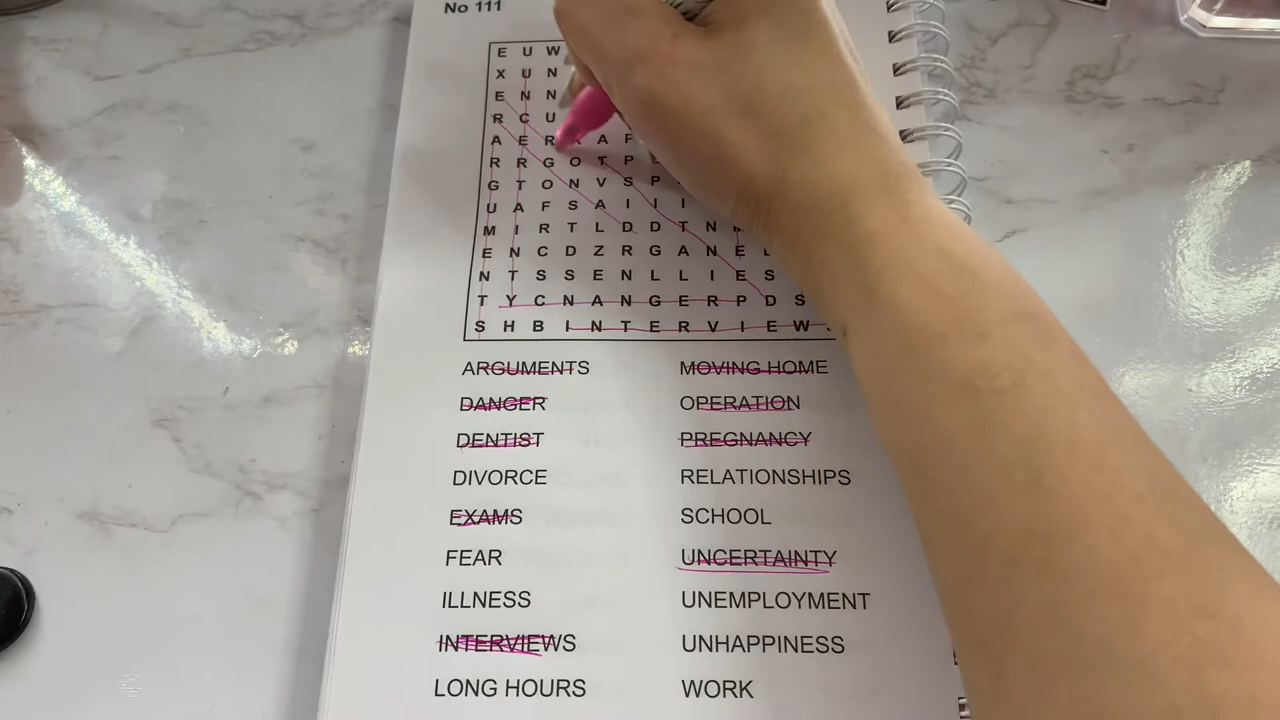 No 111
E U W
X U N
E N N
R C U
A E R K A P
R R G O T P
G T O N V S P
U A F S A I I I
M I R T L D D T N M
E N C D Z R G A N E L
N T S S E N L L I E S
T Y C N A N G E R P D S
S H B I N T E R V I E W
ARGUMENTS MOVING HOME
DANGER OPERATION
DENTIST PREGNANCY
DIVORCE RELATIONSHIPS
EXAMS SCHOOL
FEAR UNCERTAINTY
ILLNESS UNEMPLOYMENT
INTERVIEWS UNHAPPINESS
LONG HOURS WORK